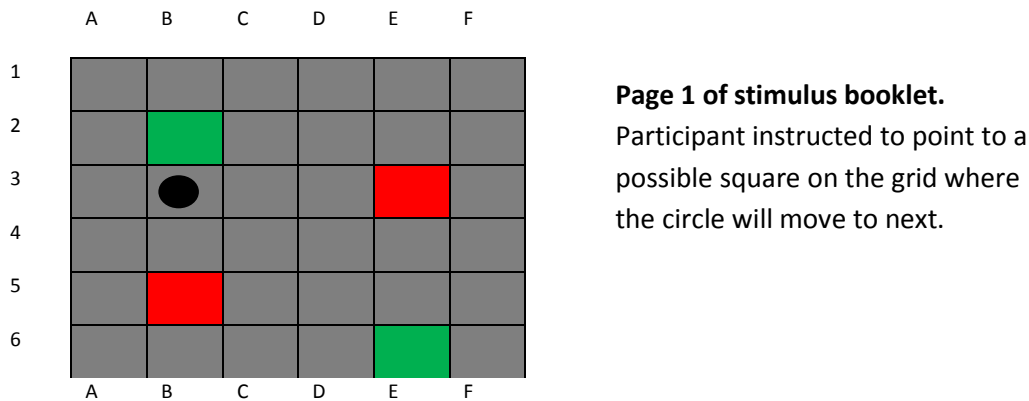 A B C D E F
1
2
3
4
5
6
A B C D E F
Page 1 of stimulus booklet.
Participant instructed to point to a
possible square on the grid where
the circle will move to next.